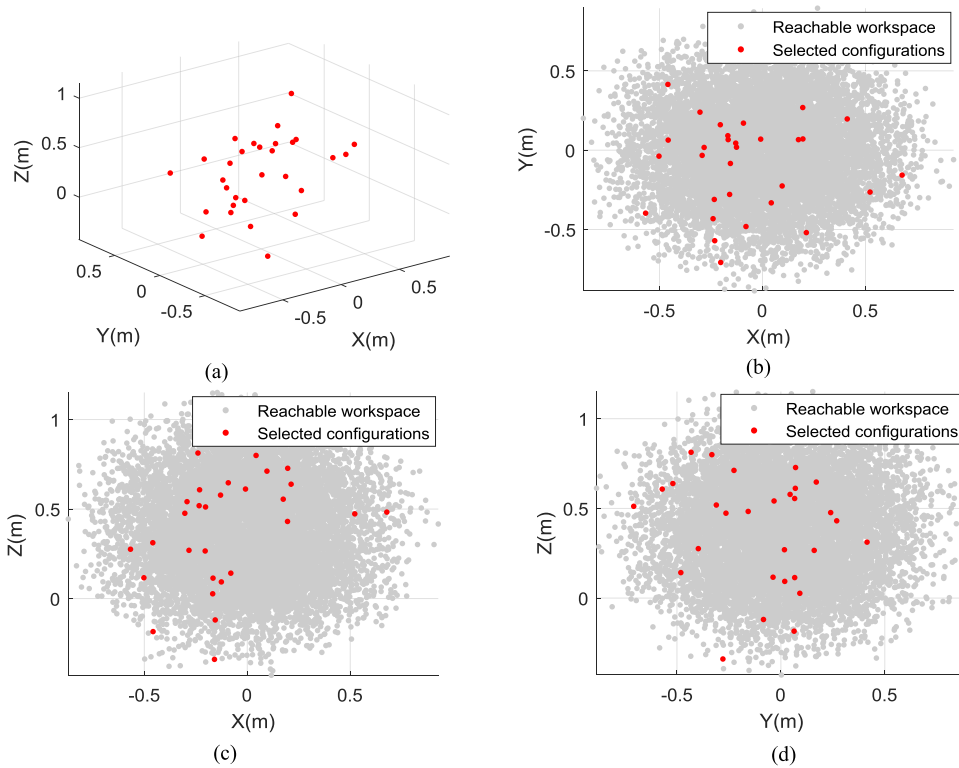 Z(m)
1
0.5
0
0.5
0
-0.5
Y(m)
-0.5
0
0.5
X(m)
(a)
Reachable workspace
Selected configurations
Y(m)
0.5
0
-0.5
-0.5
0
0.5
X(m)
(b)
Reachable workspace
Selected configurations
Z(m)
1
0.5
0
-0.5
0
0.5
X(m)
(c)
Reachable workspace
Selected configurations
Z(m)
1
0.5
0
-0.5
0
0.5
Y(m)
(d)